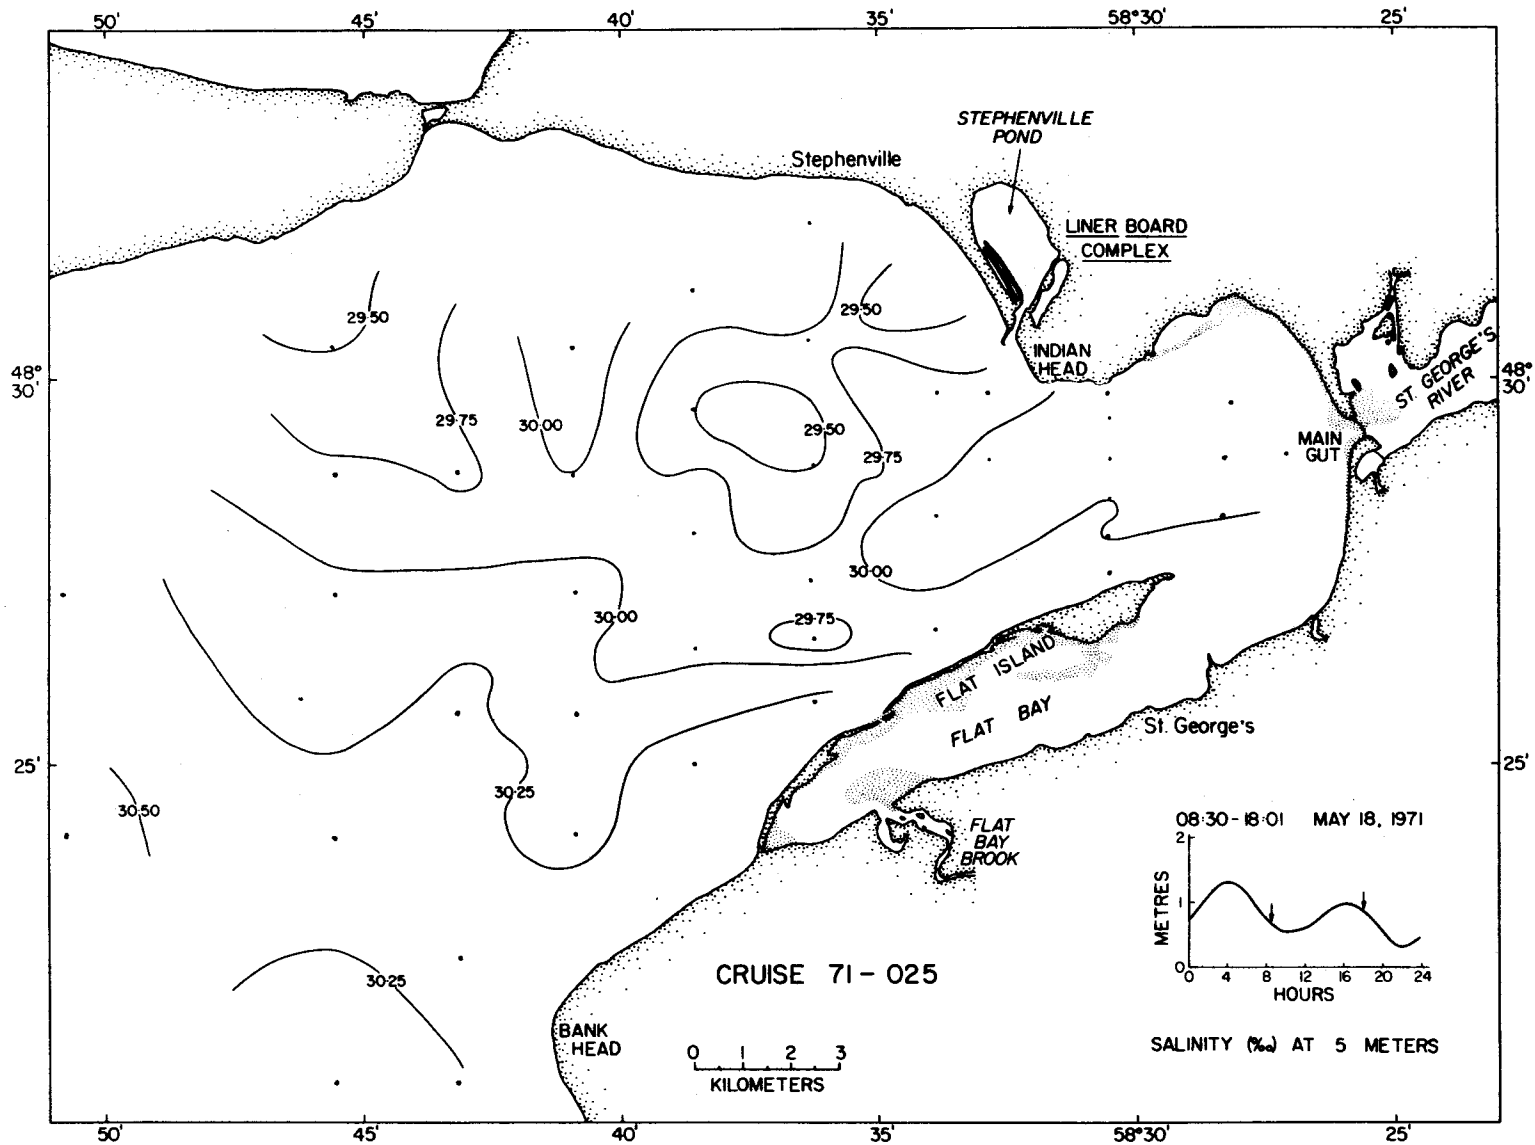 50'
45'
40'
35'
58°30'
25'
STEPHENVILLE
POND
Stephenville
LINER BOARD
COMPLEX
29·50
29·50
INDIAN
HEAD
ST. GEORGE'S
RIVER
48°
30'
48°
30'
29·75
30·00
29·50
29·75
MAIN
GUT
30·00
30·00
29·75
FLAT ISLAND
FLAT BAY
St. George's
25'
25'
30·25
30·50
FLAT
BAY
BROOK
08:30-18:01 MAY 18, 1971
2
1
0
METRES
0 4 8 12 16 20 24
HOURS
CRUISE 71-025
30·25
BANK
HEAD
0 1 2 3
KILOMETERS
SALINITY (‰) AT 5 METERS
50'
45'
40'
35'
58°30'
25'